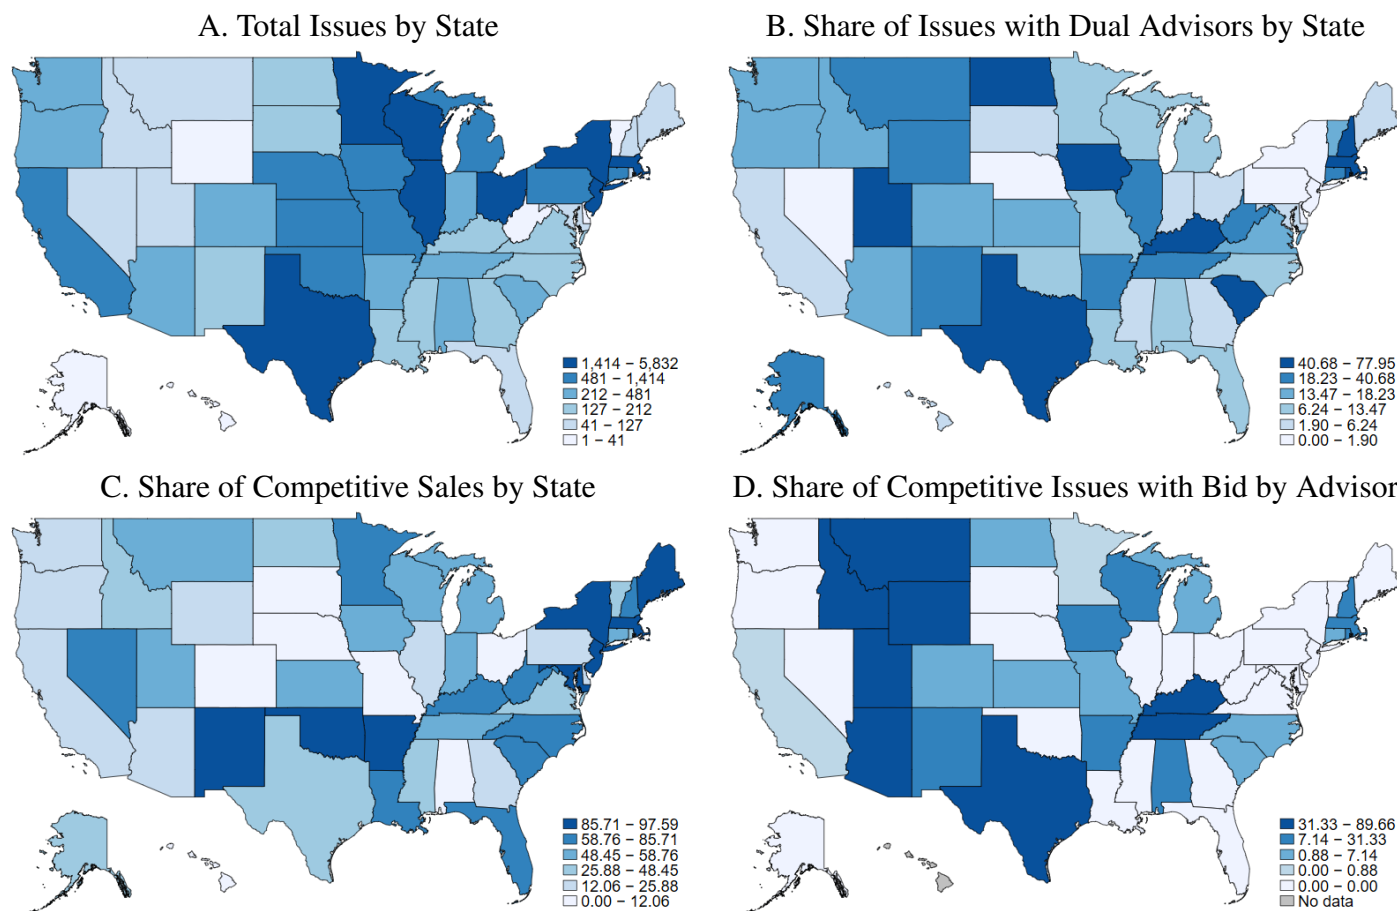 A. Total Issues by State
1,414 – 5,832
481 – 1,414
212 – 481
127 – 212
41 – 127
1 – 41
B. Share of Issues with Dual Advisors by State
40.68 – 77.95
18.23 – 40.68
13.47 – 18.23
6.24 – 13.47
1.90 – 6.24
0.00 – 1.90
C. Share of Competitive Sales by State
85.71 – 97.59
58.76 – 85.71
48.45 – 58.76
25.88 – 48.45
12.06 – 25.88
0.00 – 12.06
D. Share of Competitive Issues with Bid by Advisor
31.33 – 89.66
7.14 – 31.33
0.88 – 7.14
0.00 – 0.88
0.00 – 0.00
No data